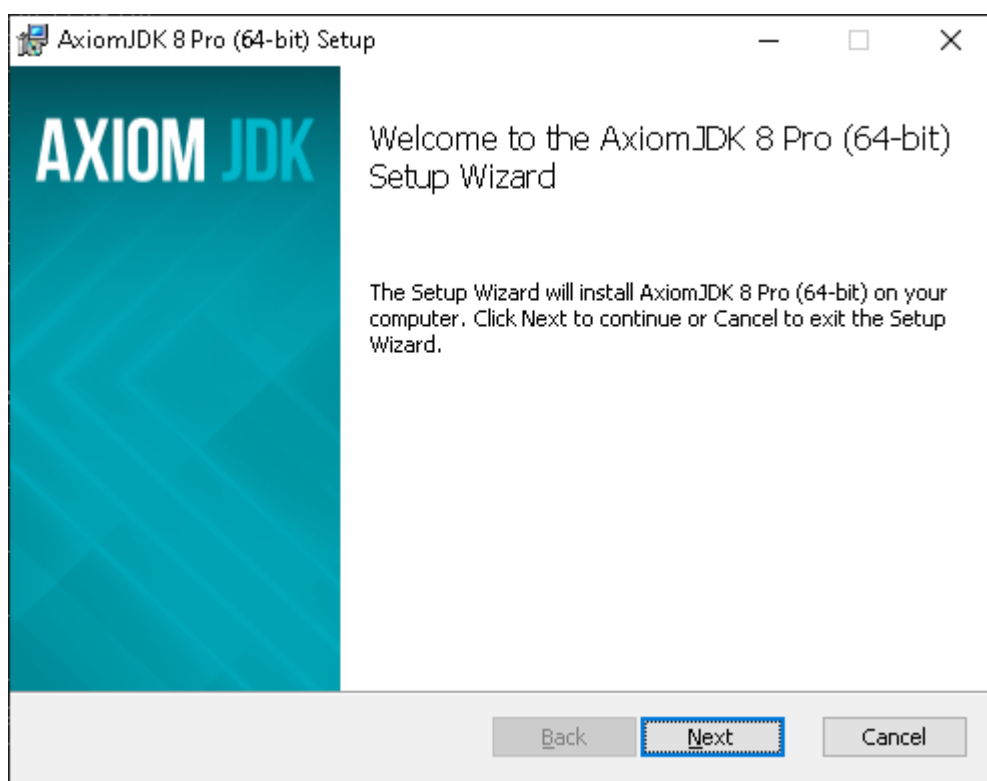 AxiomJDK 8 Pro (64-bit) Setup
AXIOM JDK
Welcome to the AxiomJDK 8 Pro (64-bit)
Setup Wizard
The Setup Wizard will install AxiomJDK 8 Pro (64-bit) on your
computer. Click Next to continue or Cancel to exit the Setup
Wizard.
Back
Next
Cancel